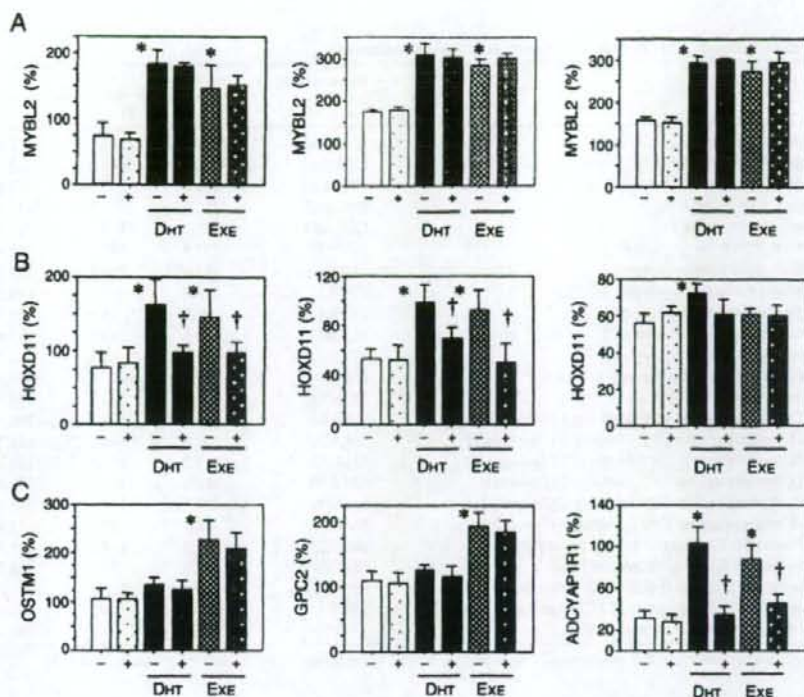 A
MYBL2 (%)
200
100
0
* *
- + - + - +
DHT EXE
MYBL2 (%)
300
200
100
0
* *
- + - + - +
DHT EXE
MYBL2 (%)
300
200
100
0
* *
- + - + - +
DHT EXE
B
HOXD11 (%)
200
100
0
* † * †
- + - + - +
DHT EXE
HOXD11 (%)
120
80
40
0
* † * †
- + - + - +
DHT EXE
HOXD11 (%)
80
60
40
20
0
*
- + - + - +
DHT EXE
C
OSTM1 (%)
300
200
100
0
*
- + - + - +
DHT EXE
GPC2 (%)
200
100
0
*
- + - + - +
DHT EXE
ADCYAP1R1 (%)
140
100
60
20
0
* † * †
- + - + - +
DHT EXE